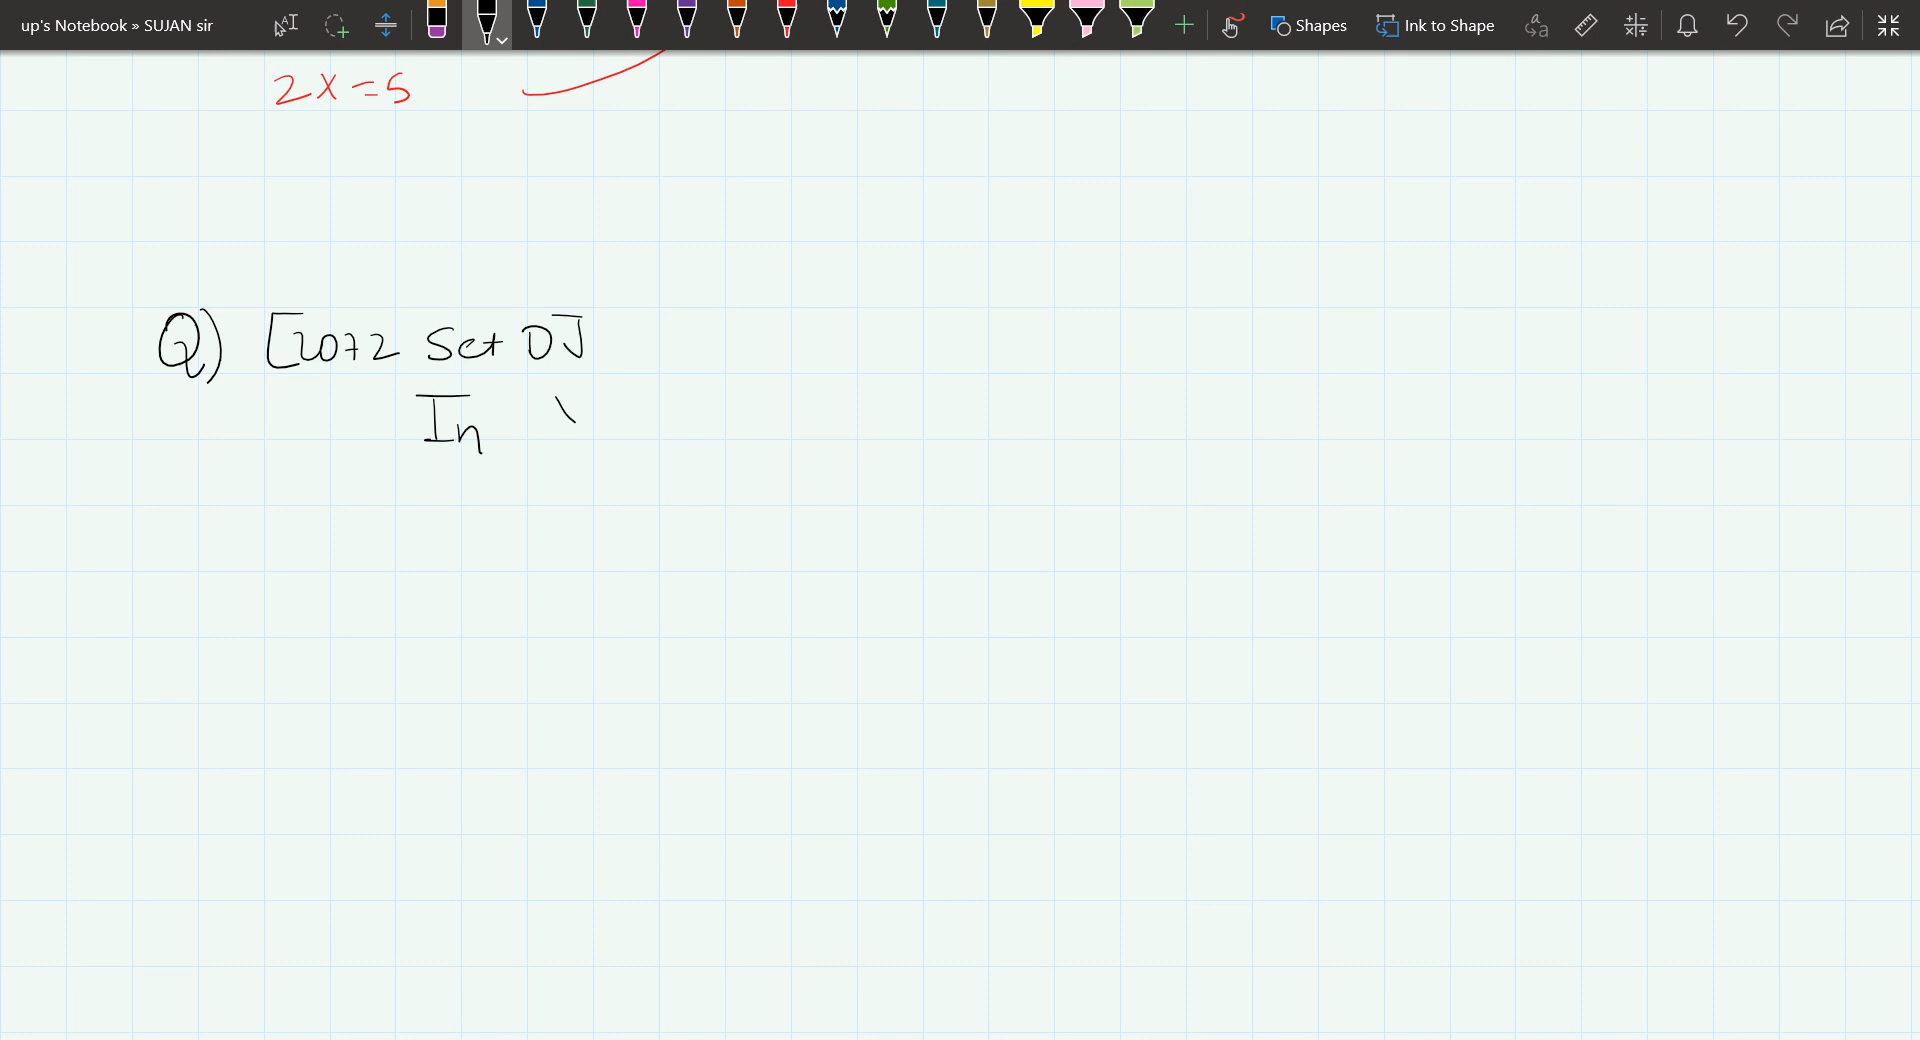 up's Notebook » SUJAN sir
Shapes
Ink to Shape
2x=5
Q) [2072 Set D]
In